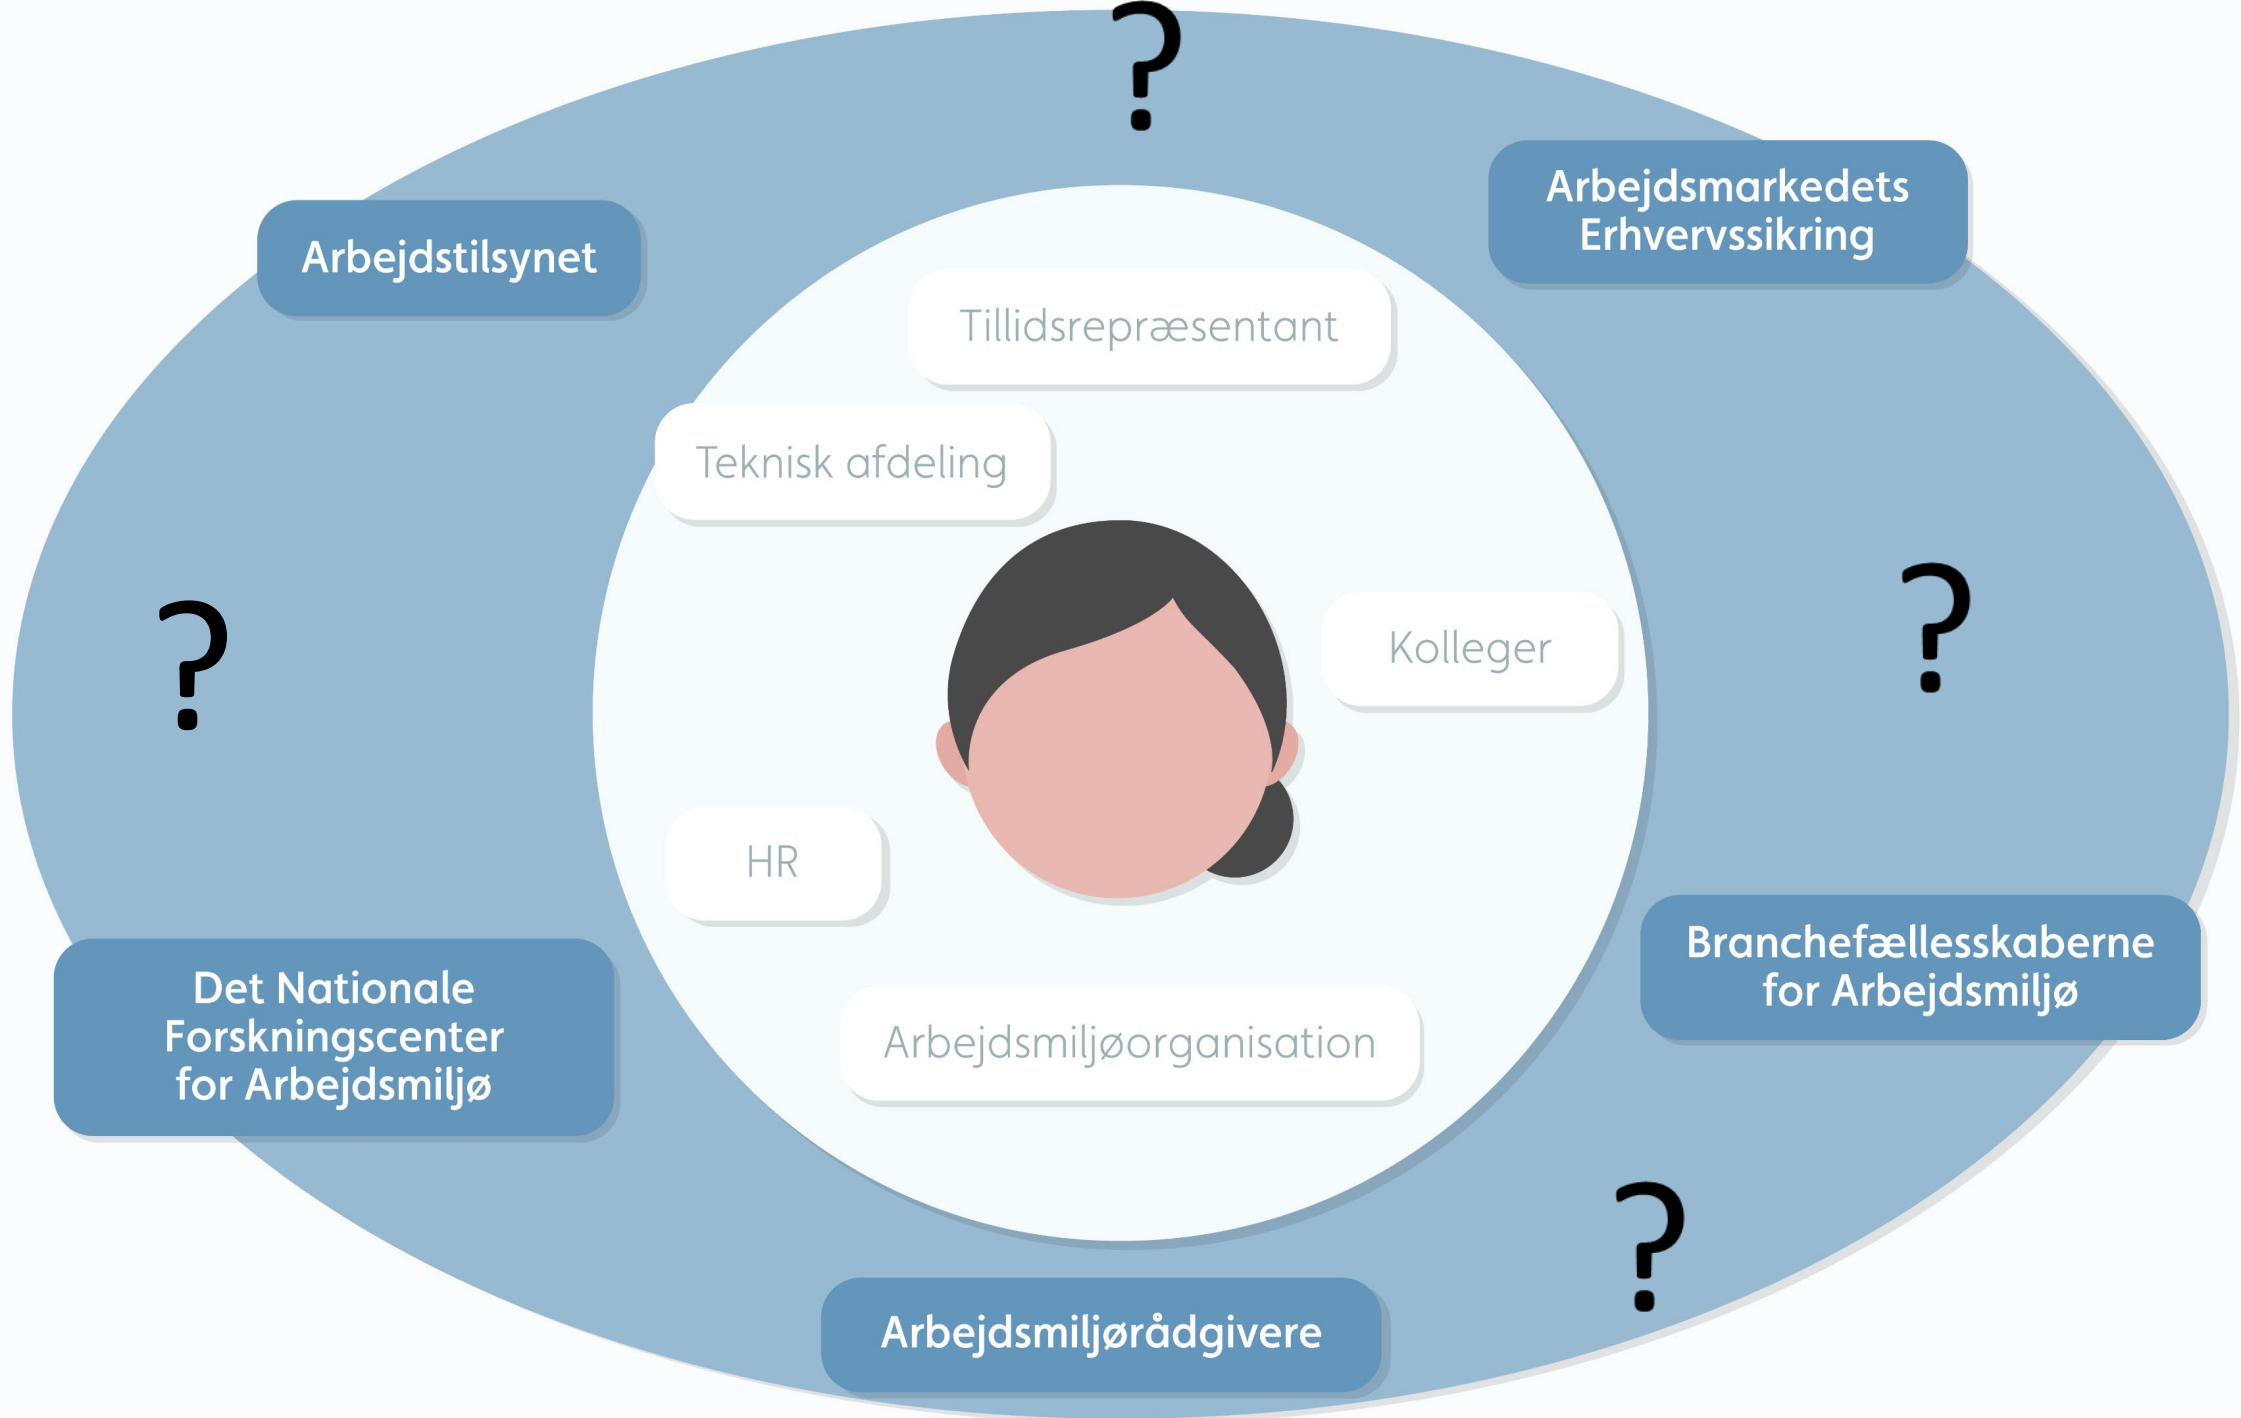 ?
Arbejdsmarkedets
Erhvervssikring
Arbejdstilsynet
Tillidsrepræsentant
Teknisk afdeling
?
?
Kolleger
HR
Branchefællesskaberne
for Arbejdsmiljø
Det Nationale
Forskningscenter
for Arbejdsmiljø
Arbejdsmiljøorganisation
?
Arbejdsmiljørådgivere